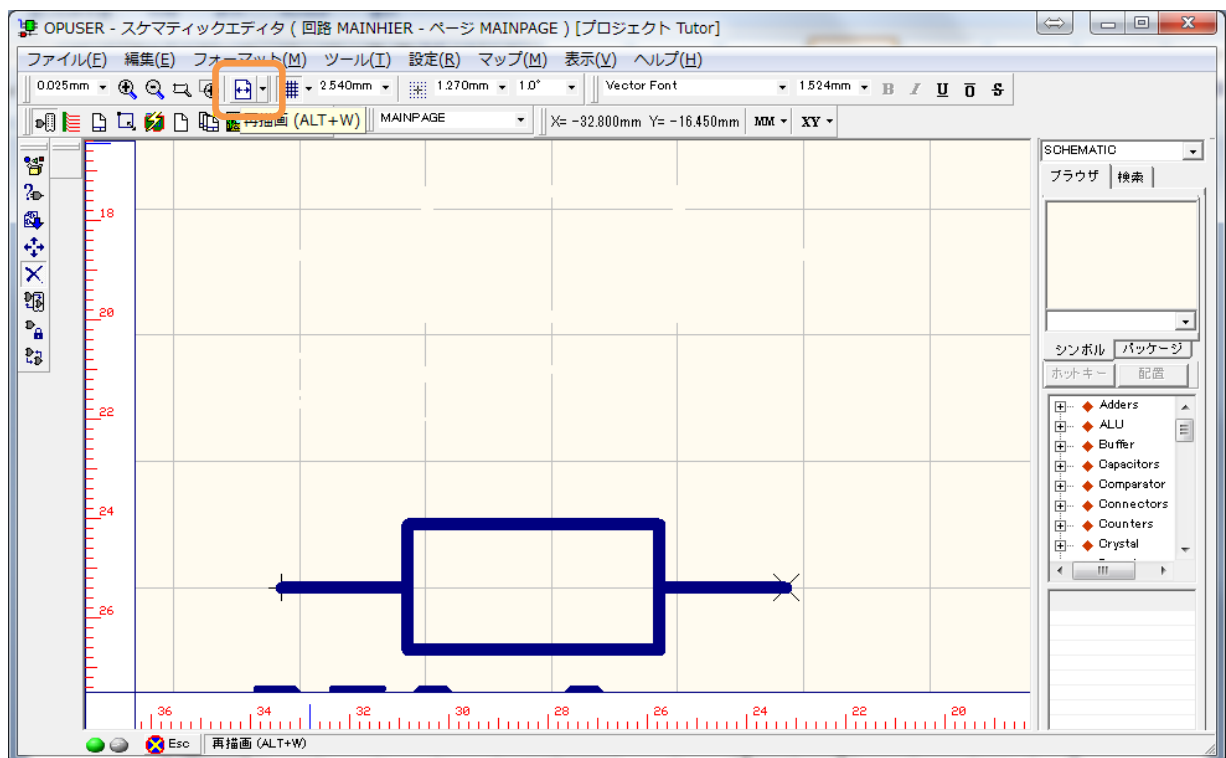 OPUSER - スケマティックエディタ ( 回路 MAINHIER - ページ MAINPAGE ) [プロジェクト Tutor]
ファイル(F) 編集(E) フォーマット(M) ツール(T) 設定(R) マップ(M) 表示(V) ヘルプ(H)
0.025mm 2.540mm 1.270mm 1.0° Vector Font 1.524mm B I U O S
再描画 (ALT+W) MAINPAGE X= -32.800mm Y= -16.450mm MM XY
SCHEMATIC
ブラウザ 検索
18
20
22
24
26
シンボル パッケージ
ホットキー 配置
Adders
ALU
Buffer
Capacitors
Comparator
Connectors
Counters
Crystal
36 34 32 30 28 26 24 22 20
Esc 再描画 (ALT+W)